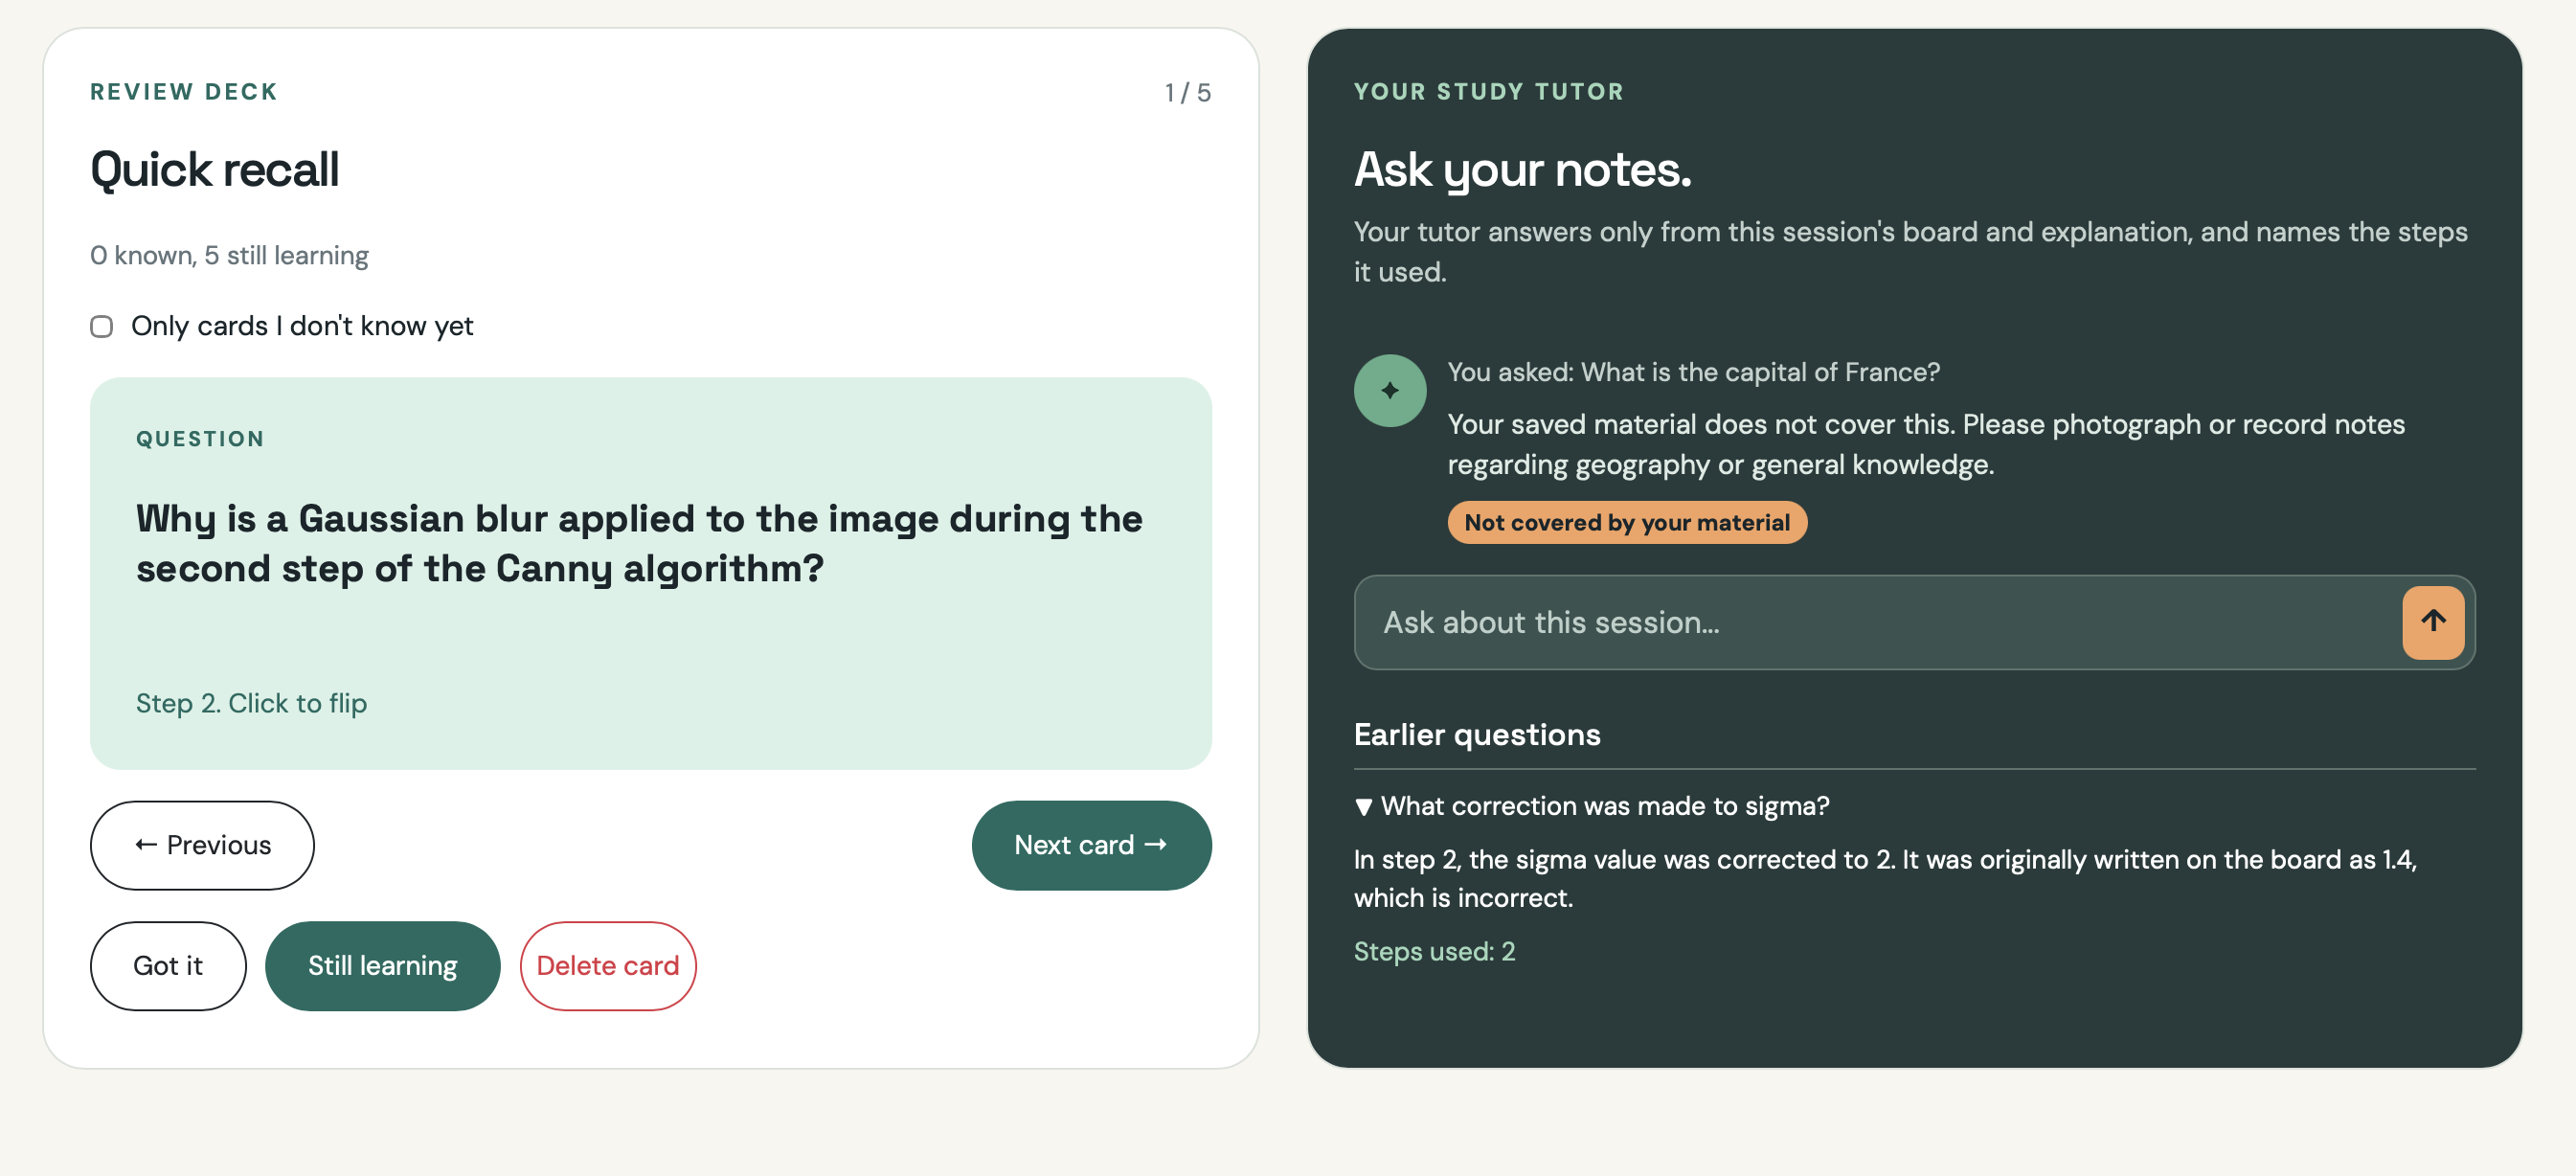 REVIEW DECK
1 / 5
Quick recall
0 known, 5 still learning
Only cards I don't know yet
QUESTION
Why is a Gaussian blur applied to the image during the
second step of the Canny algorithm?
Step 2. Click to flip
← Previous
Next card →
Got it
Still learning
Delete card
YOUR STUDY TUTOR
Ask your notes.
Your tutor answers only from this session's board and explanation, and names the steps
it used.
You asked: What is the capital of France?
Your saved material does not cover this. Please photograph or record notes
regarding geography or general knowledge.
Not covered by your material
Ask about this session...
Earlier questions
▼ What correction was made to sigma?
In step 2, the sigma value was corrected to 2. It was originally written on the board as 1.4,
which is incorrect.
Steps used: 2